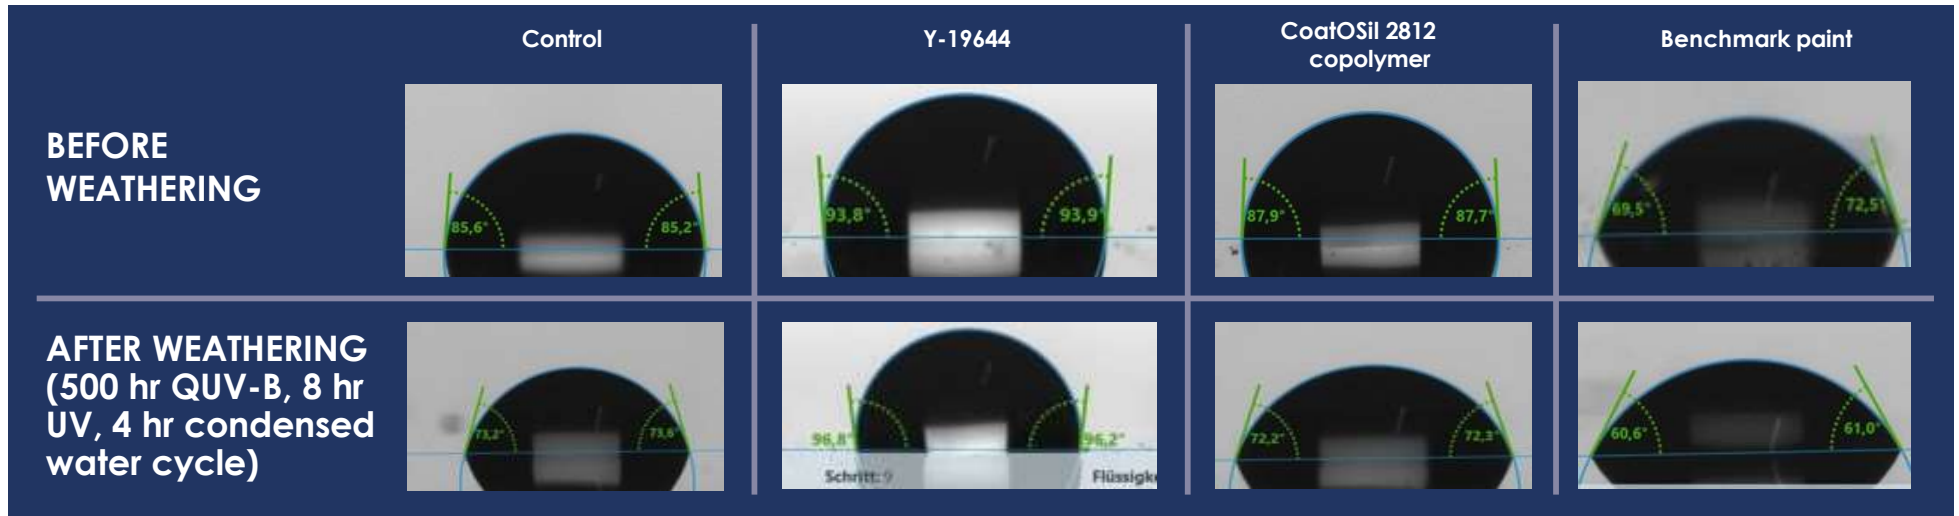 Control
Y-19644
CoatOSil 2812
copolymer
Benchmark paint
BEFORE
WEATHERING
85,6°
85,2°
93,8°
93,9°
87,9°
87,7°
69,5°
72,5°
AFTER WEATHERING
(500 hr QUV-B, 8 hr
UV, 4 hr condensed
water cycle)
73,2°
73,6°
96,8°
96,2°
Schritt: 9
Flüssigke
72,2°
72,3°
60,6°
61,0°